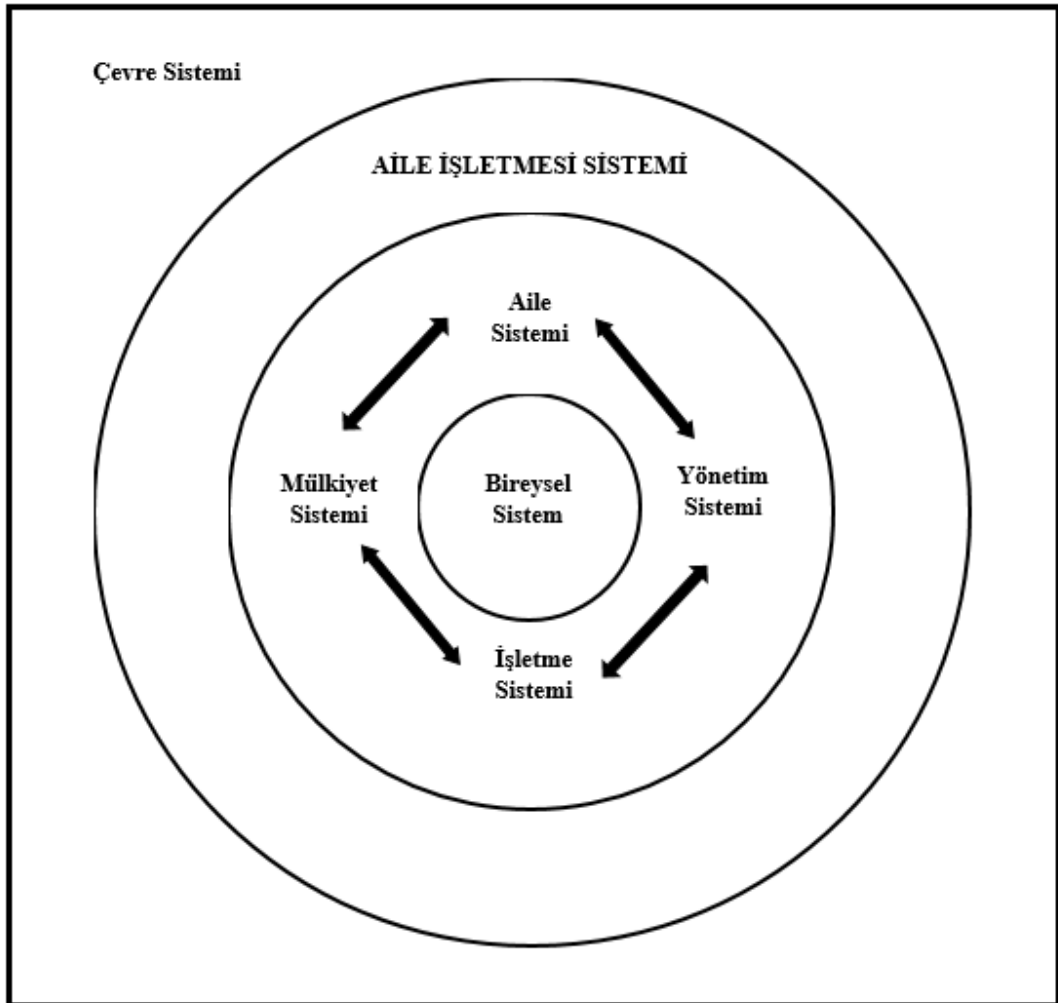 Çevre Sistemi
AİLE İŞLETMESİ SİSTEMİ
Aile
Sistemi
Mülkiyet
Sistemi
Bireysel
Sistem
Yönetim
Sistemi
İşletme
Sistemi